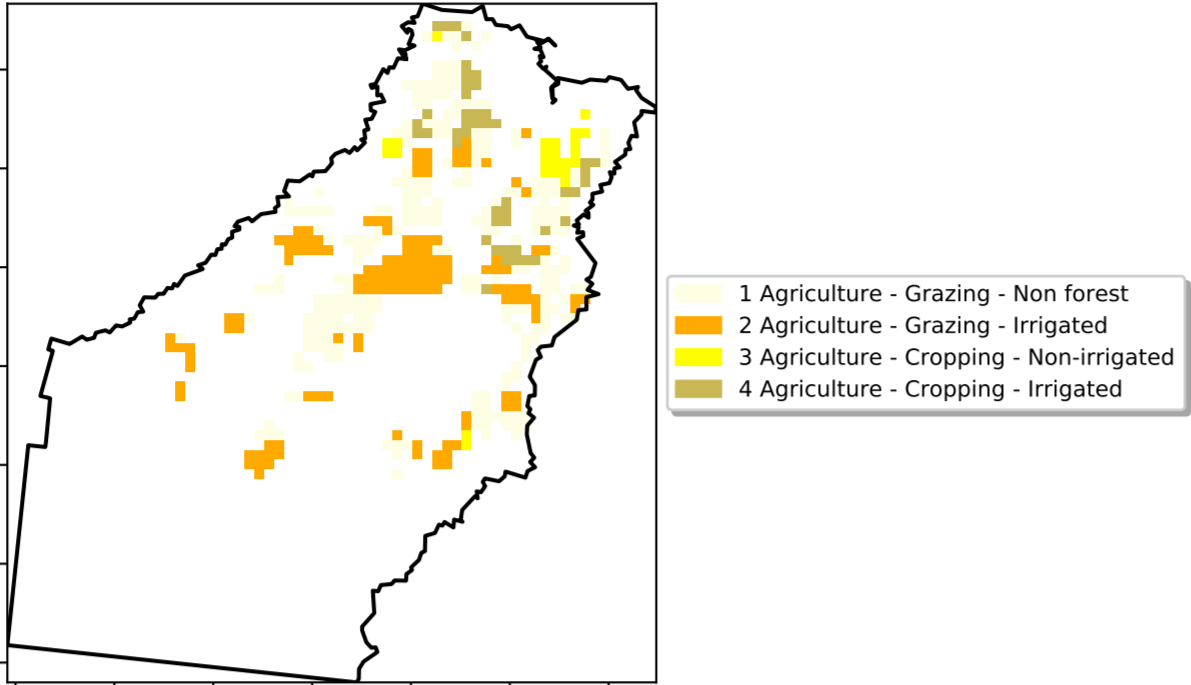 1 Agriculture - Grazing - Non forest
2 Agriculture - Grazing - Irrigated
3 Agriculture - Cropping - Non-irrigated
4 Agriculture - Cropping - Irrigated